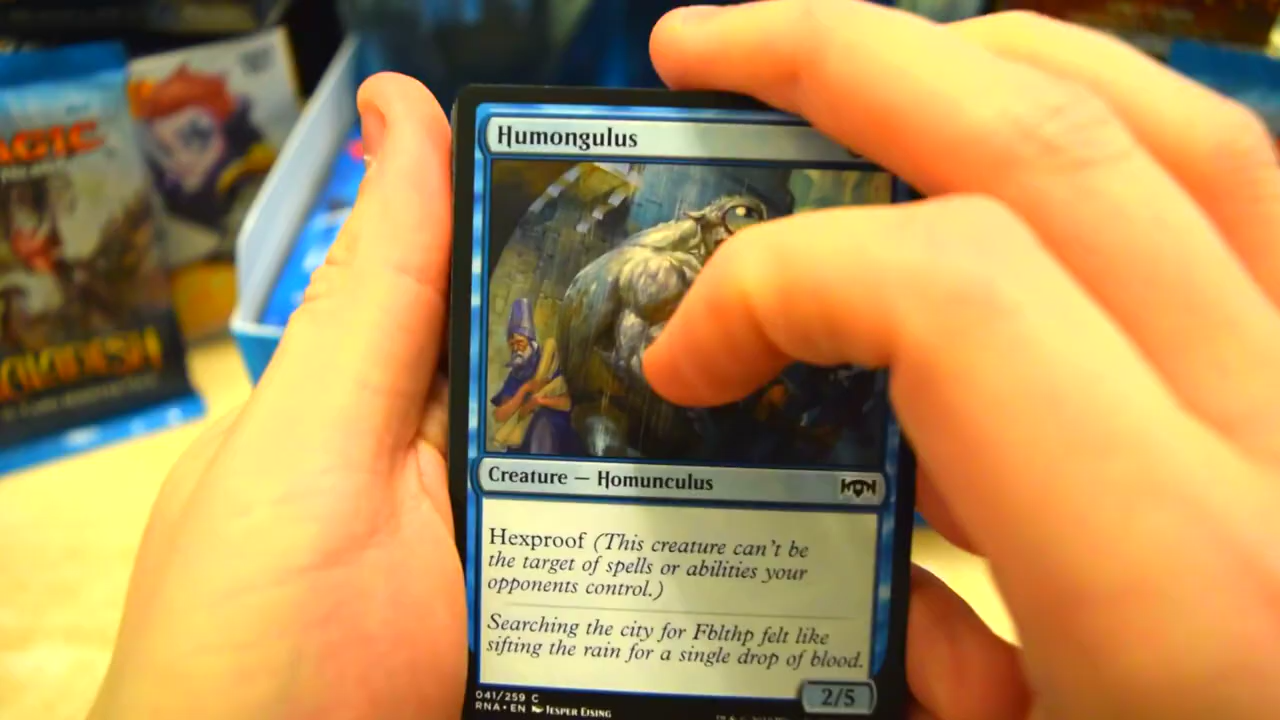 Humongulus
MAGIC
Creature — Homunculus
Hexproof (This creature can't be
the target of spells or abilities your
opponents control.)
Searching the city for Fblthp felt like
sifting the rain for a single drop of blood.
2/5
041/259 C
RNA • EN Jesper Ejsing